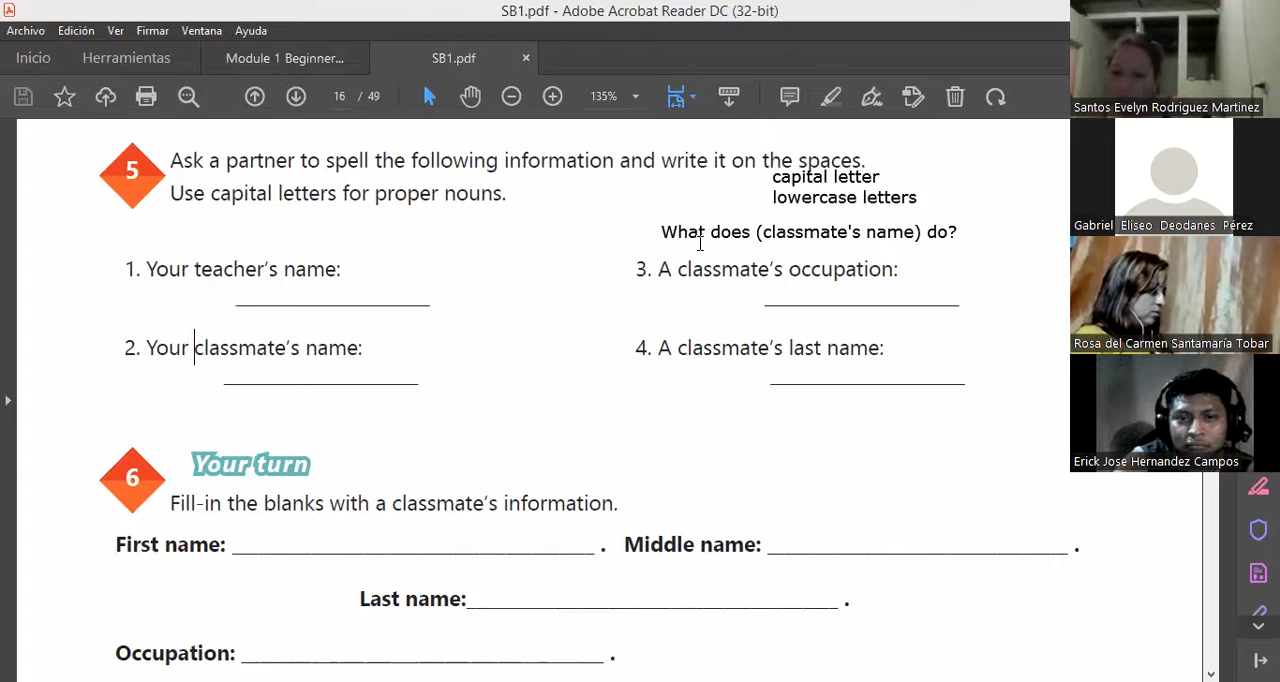 SB1.pdf - Adobe Acrobat Reader DC (32-bit)
Archivo Edición Ver Firmar Ventana Ayuda
Inicio Herramientas Module 1 Beginner... SB1.pdf ×
16 / 49 135%
5 Ask a partner to spell the following information and write it on the spaces.
Use capital letters for proper nouns.
capital letter
lowercase letters
What does (classmate's name) do?
1. Your teacher's name:
3. A classmate's occupation:
2. Your classmate's name:
4. A classmate's last name:
6 Your turn
Fill-in the blanks with a classmate's information.
First name: ______________________ . Middle name: ______________________ .
Last name:______________________ .
Occupation: ______________________ .
Santos Evelyn Rodriguez Martinez
Gabriel Eliseo Deodanes Pérez
Rosa del Carmen Santamaría Tobar
Erick Jose Hernandez Campos